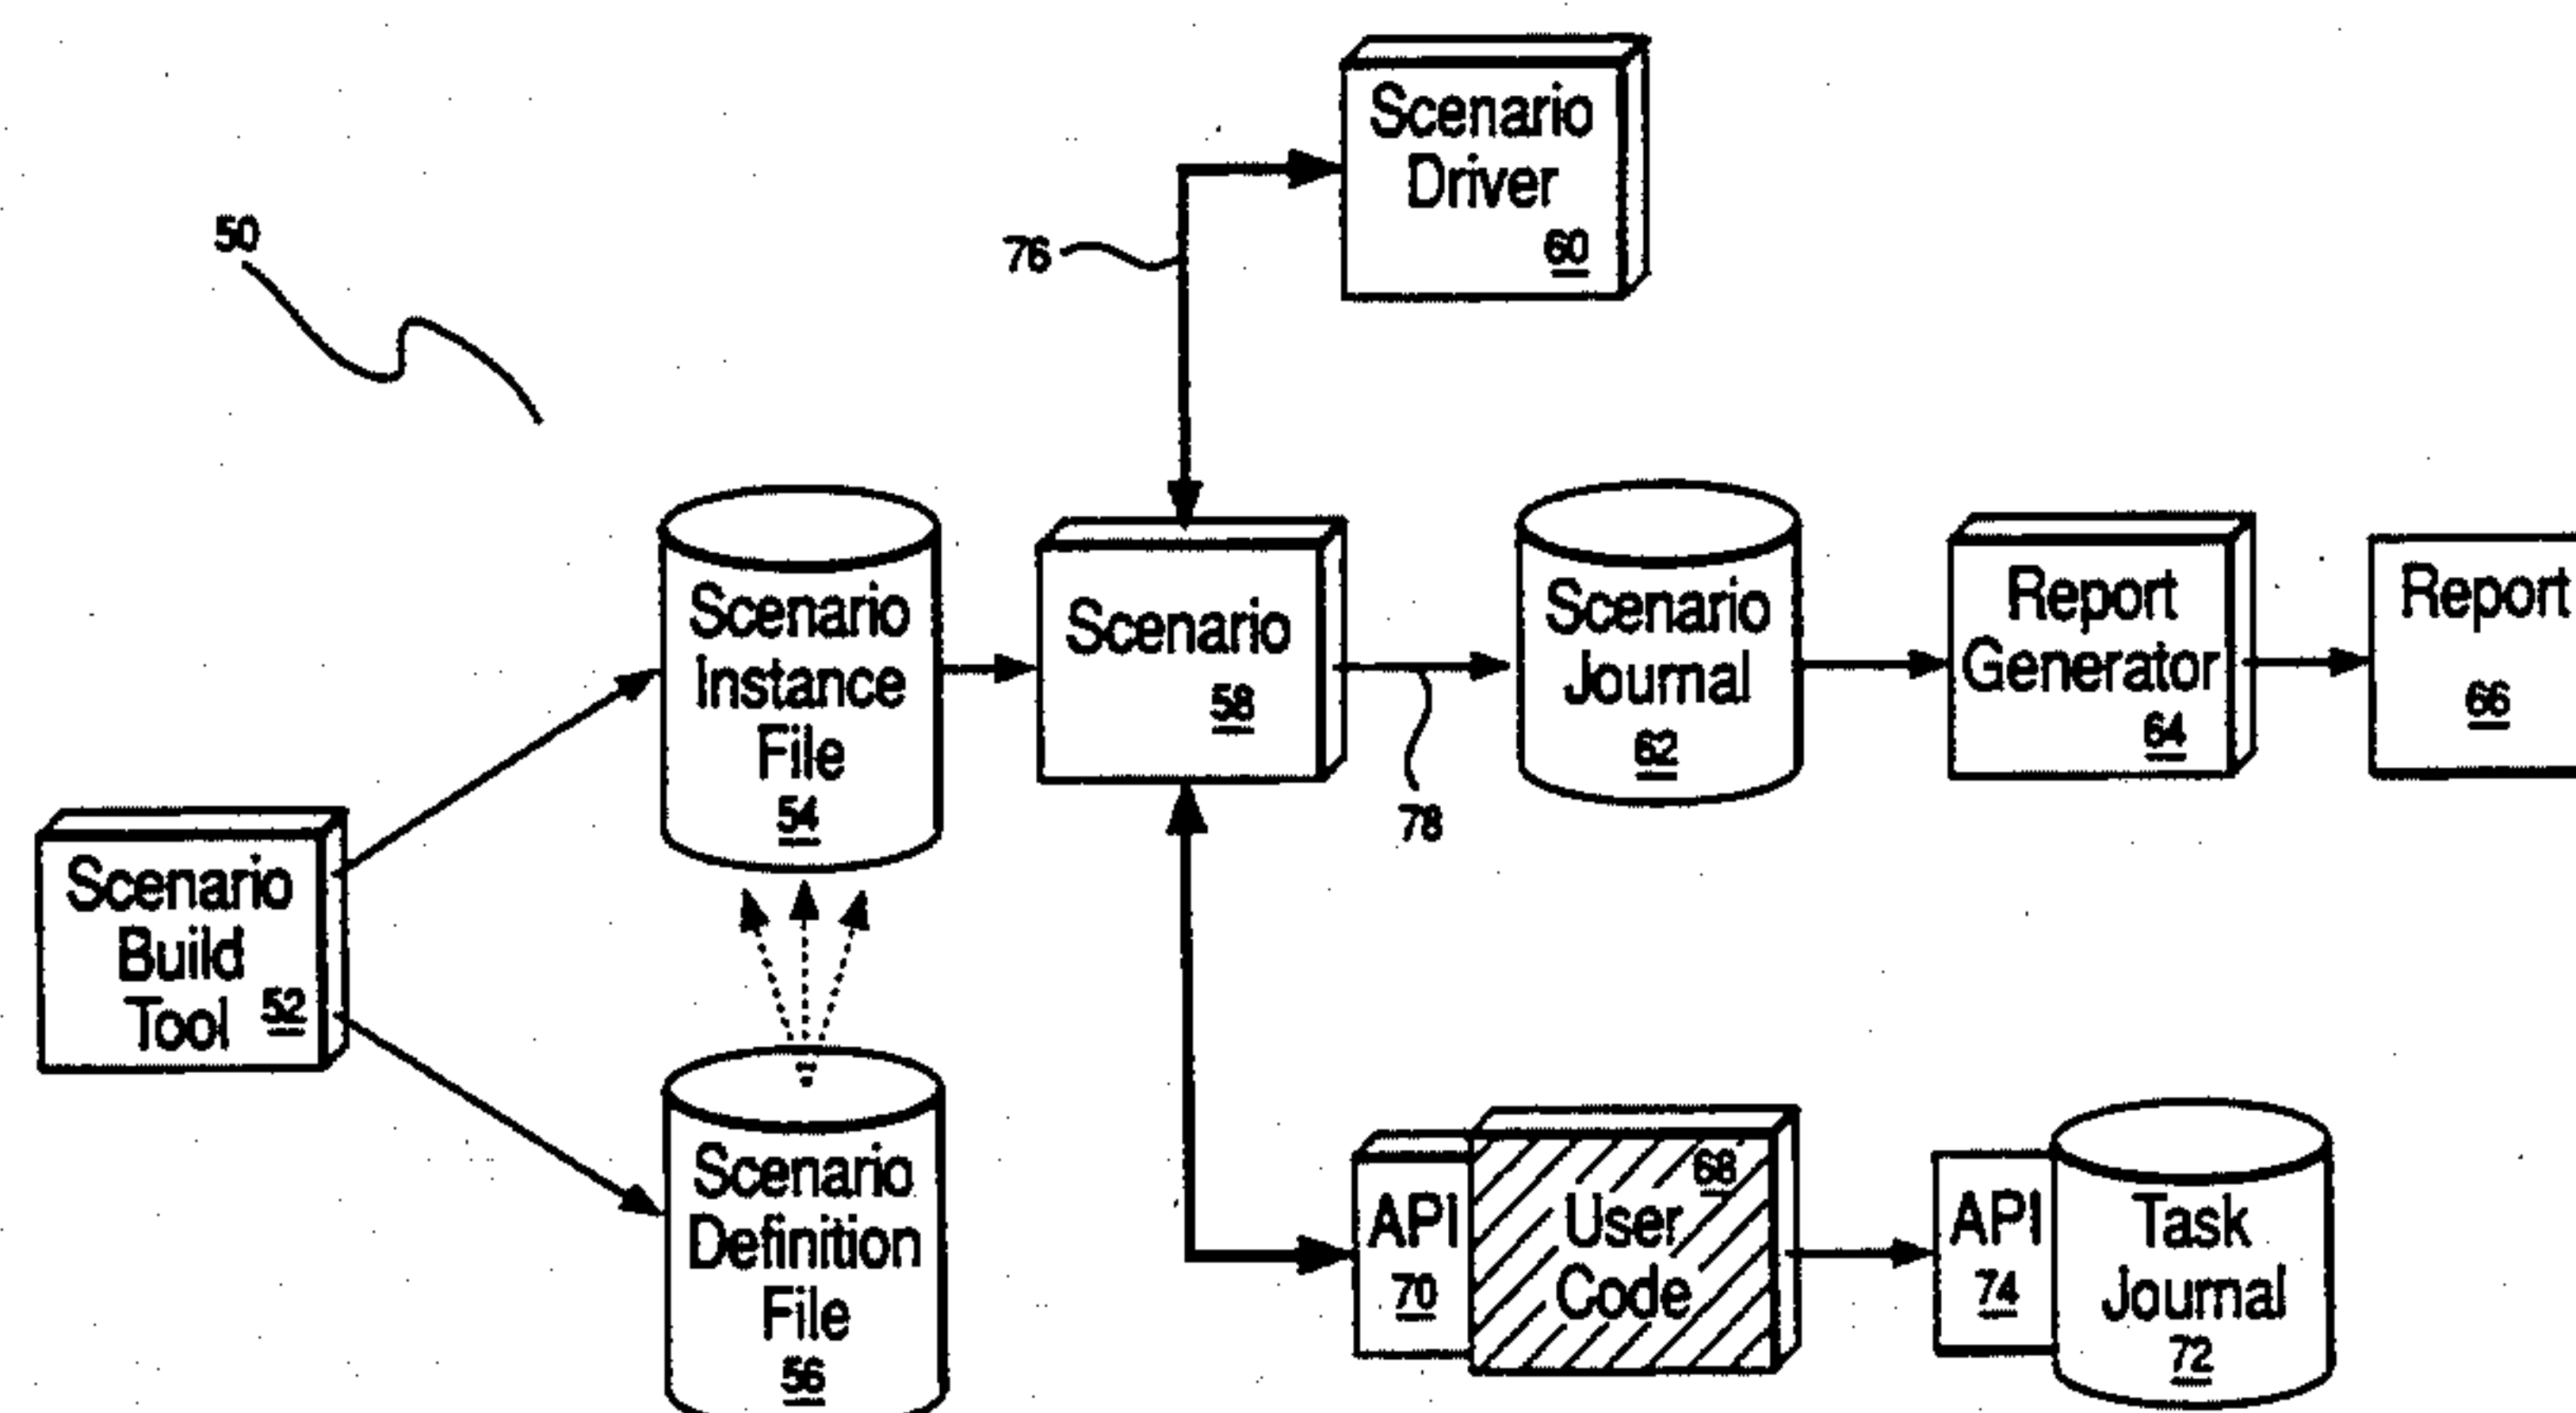 Scenario
Driver
60
50
76
Scenario
Instance
File
54
Scenario
58
78
Scenario
Journal
62
Report
Generator
64
Report
66
Scenario
Build
Tool 52
Scenario
Definition
File
56
API
70
68
User
Code
API
74
Task
Journal
72